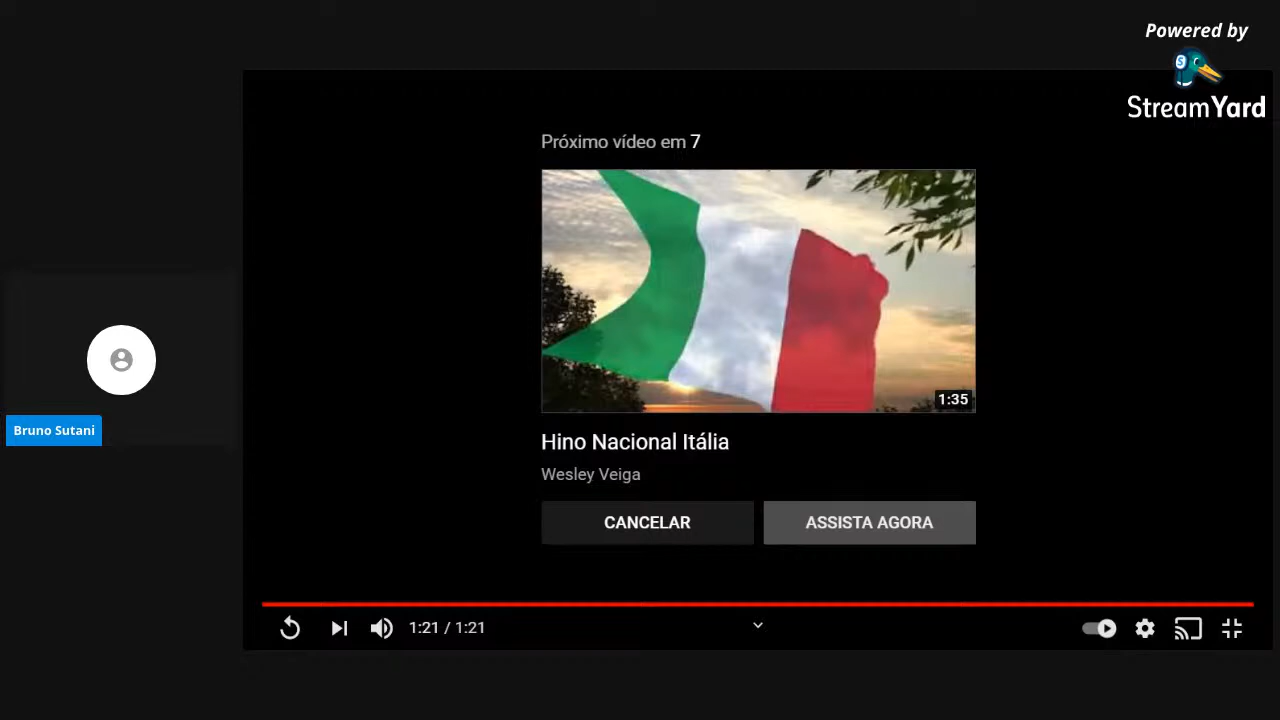 Powered by
StreamYard
Próximo vídeo em 7
1:35
Hino Nacional Itália
Wesley Veiga
CANCELAR
ASSISTA AGORA
Bruno Sutani
1:21 / 1:21